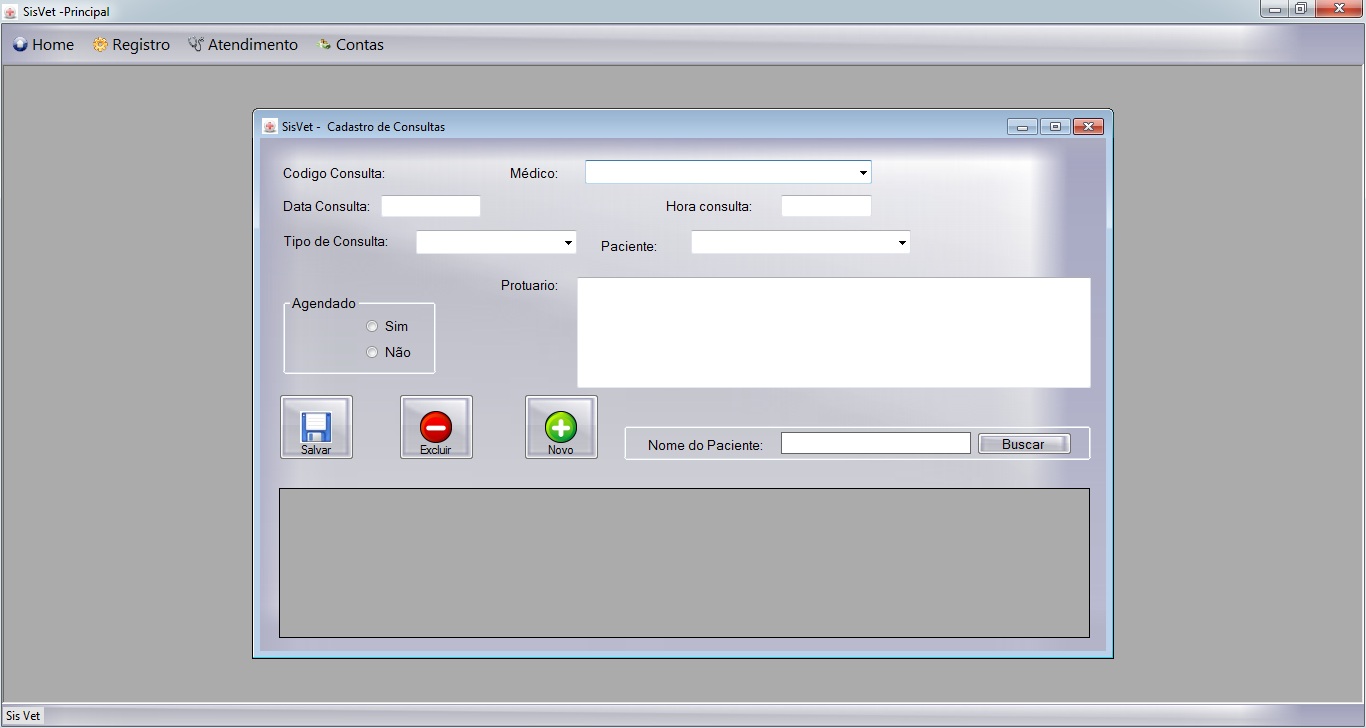 SisVet -Principal
Home Registro Atendimento Contas
SisVet - Cadastro de Consultas
Codigo Consulta: Médico:
Data Consulta: Hora consulta:
Tipo de Consulta: Paciente:
Protuario:
Agendado
Sim
Não
Salvar Excluir Novo
Nome do Paciente: Buscar
Sis Vet